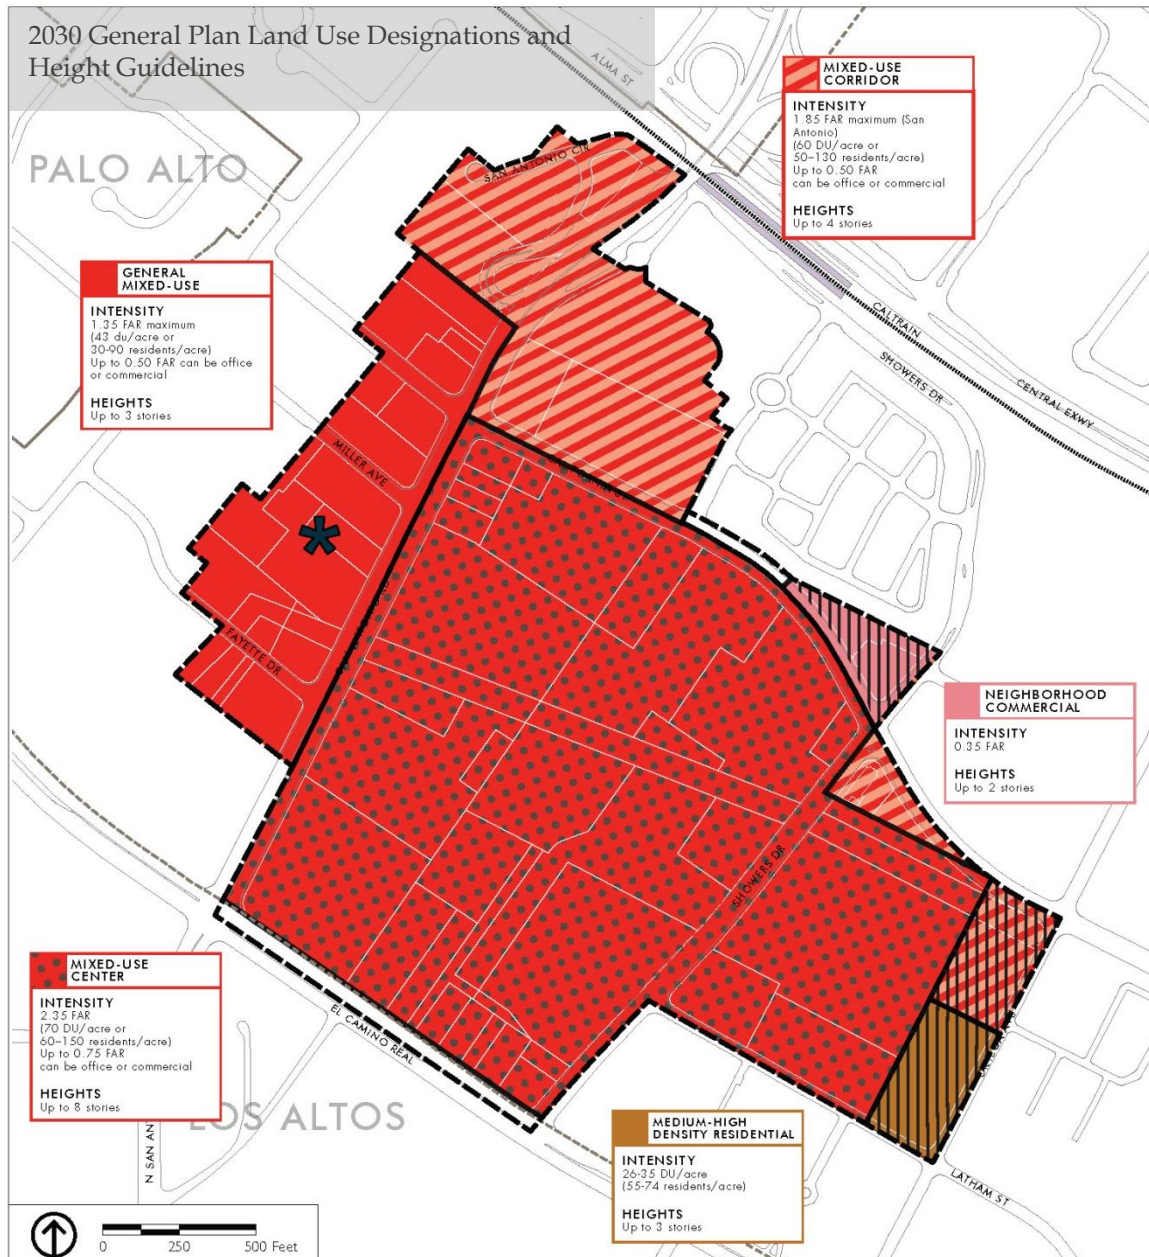 2030 General Plan Land Use Designations and
Height Guidelines
ALMA ST
MIXED-USE
CORRIDOR
INTENSITY
1.85 FAR maximum (San
Antonio)
(60 DU/acre or
50–130 residents/acre)
Up to 0.50 FAR
can be office or commercial
HEIGHTS
Up to 4 stories
PALO ALTO
SAN ANTONIO CIR
GENERAL
MIXED-USE
INTENSITY
1.35 FAR maximum
(43 du/acre or
30-90 residents/acre)
Up to 0.50 FAR can be office
or commercial
HEIGHTS
Up to 3 stories
CALTRAIN
SHOWERS DR
CENTRAL EXWY
MILLER AVE
FAYETTE DR
NEIGHBORHOOD
COMMERCIAL
INTENSITY
0.35 FAR
HEIGHTS
Up to 2 stories
SHOWERS DR
MIXED-USE
CENTER
INTENSITY
2.35 FAR
(70 DU/acre or
60–150 residents/acre)
Up to 0.75 FAR
can be office or commercial
HEIGHTS
Up to 8 stories
EL CAMINO REAL
LOS ALTOS
N SAN ANT
MEDIUM-HIGH
DENSITY RESIDENTIAL
INTENSITY
26-35 DU/acre
(55-74 residents/acre)
HEIGHTS
Up to 3 stories
LATHAM ST
0 250 500 Feet